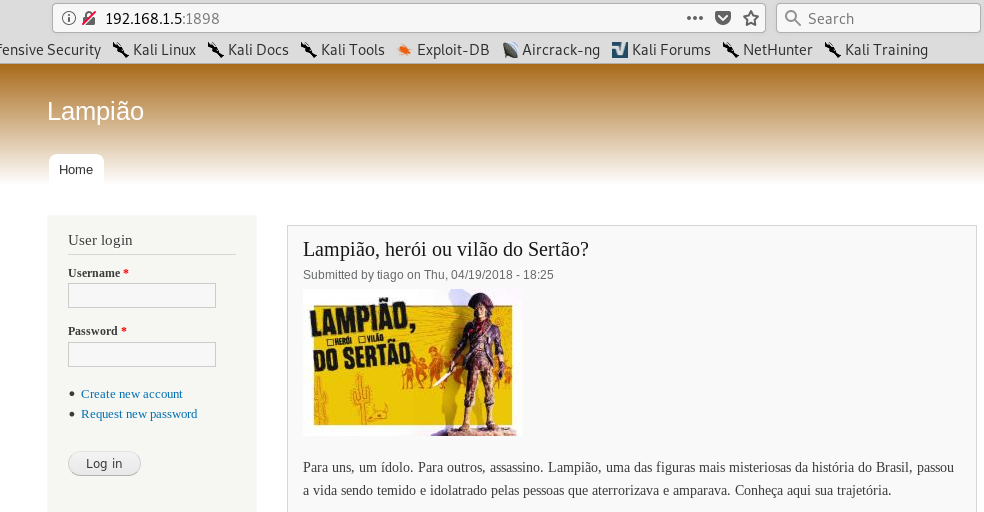 192.168.1.5:1898
Search
fensive Security Kali Linux Kali Docs Kali Tools Exploit-DB Aircrack-ng Kali Forums NetHunter Kali Training
Lampião
Home
User login
Username *
Password *
Create new account
Request new password
Log in
Lampião, herói ou vilão do Sertão?
Submitted by tiago on Thu, 04/19/2018 - 18:25
LAMPIÃO,
HERÓI VILÃO
DO SERTÃO
Para uns, um ídolo. Para outros, assassino. Lampião, uma das figuras mais misteriosas da história do Brasil, passou
a vida sendo temido e idolatrado pelas pessoas que aterrorizava e amparava. Conheça aqui sua trajetória.